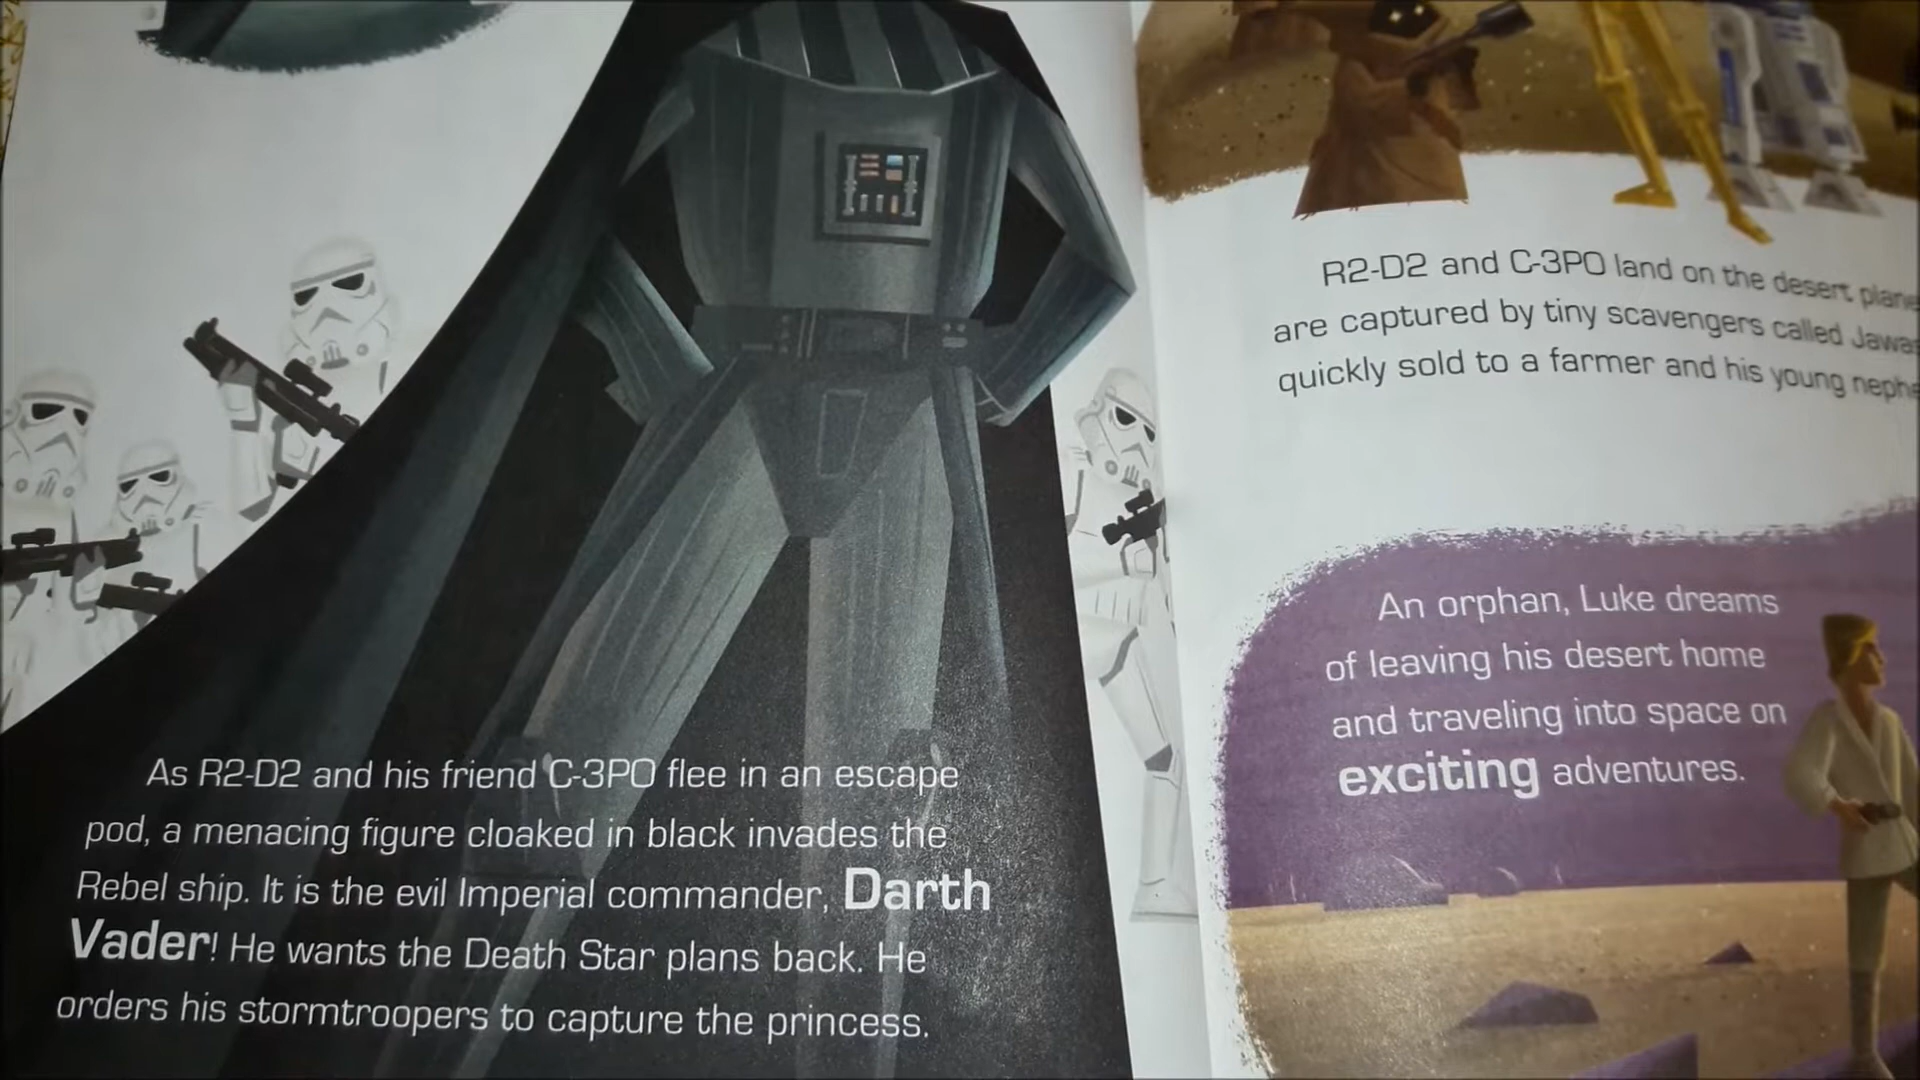 As R2-D2 and his friend C-3PO flee in an escape
pod, a menacing figure cloaked in black invades the
Rebel ship. It is the evil Imperial commander, Darth
Vader! He wants the Death Star plans back. He
orders his stormtroopers to capture the princess.
R2-D2 and C-3PO land on the desert
are captured by tiny scavengers called
quickly sold to a farmer and his young
An orphan, Luke dreams
of leaving his desert home
and traveling into space on
exciting adventures.